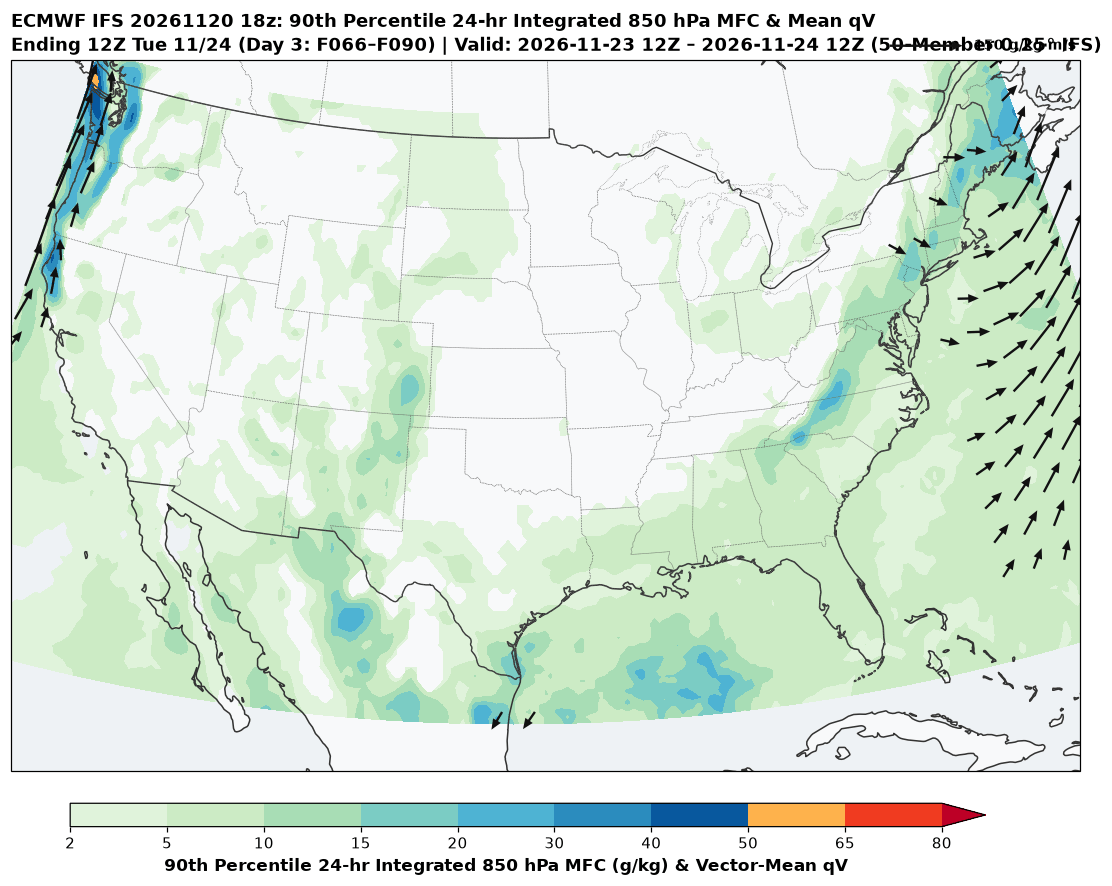 ECMWF IFS 20261120 18z: 90th Percentile 24-hr Integrated 850 hPa MFC & Mean qV
Ending 12Z Tue 11/24 (Day 3: F066–F090) | Valid: 2026-11-23 12Z – 2026-11-24 12Z (50-Member 0.25° IFS)
150 g/kg m/s
2 5 10 15 20 30 40 50 65 80
90th Percentile 24-hr Integrated 850 hPa MFC (g/kg) & Vector-Mean qV